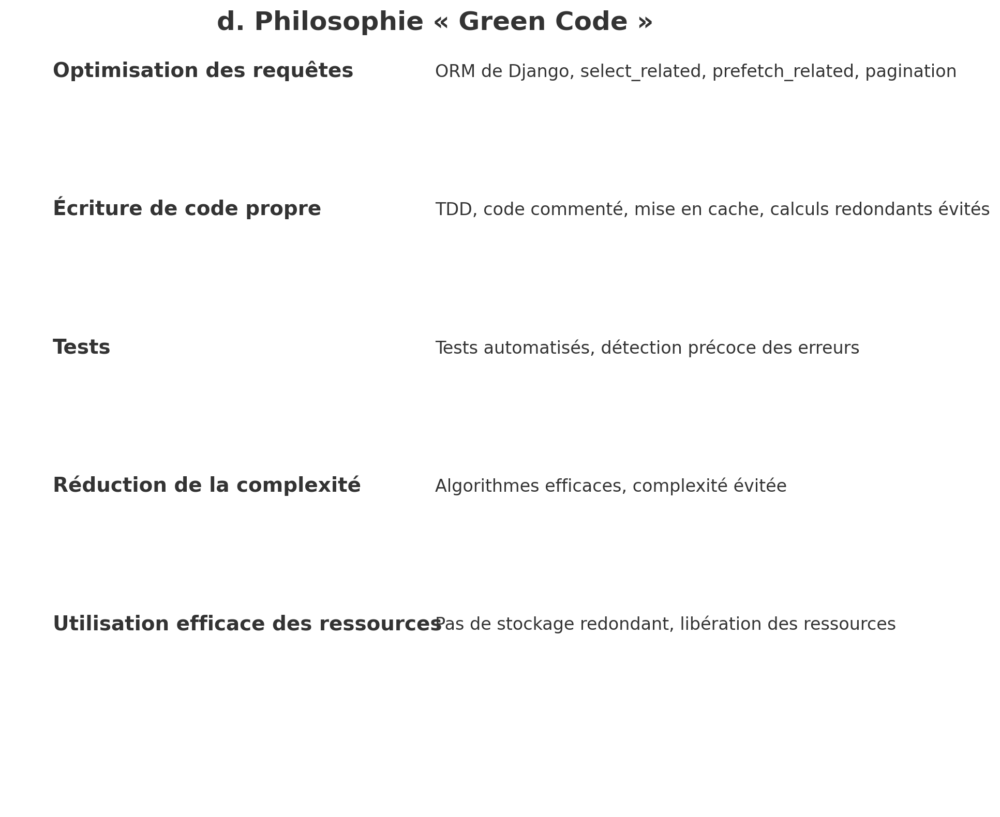 d. Philosophie « Green Code »
Optimisation des requêtes ORM de Django, select_related, prefetch_related, pagination
Écriture de code propre TDD, code commenté, mise en cache, calculs redondants évités
Tests Tests automatisés, détection précoce des erreurs
Réduction de la complexité Algorithmes efficaces, complexité évitée
Utilisation efficace des ressources Pas de stockage redondant, libération des ressources